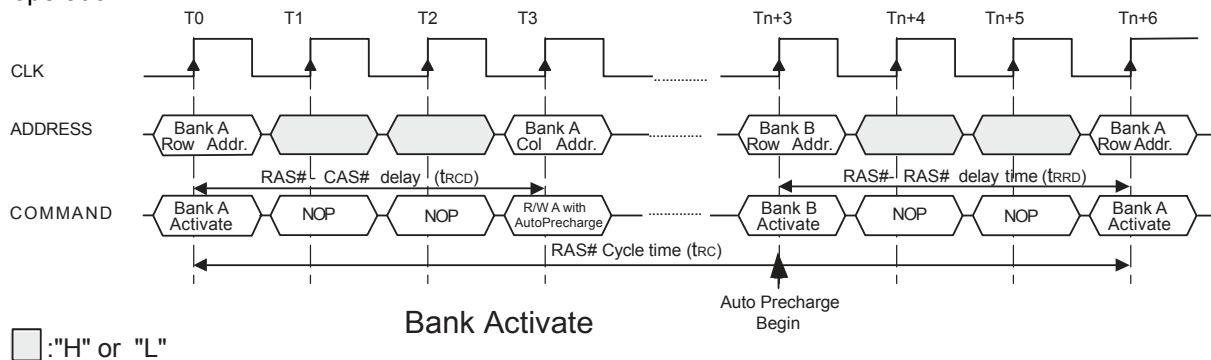 T0 T1 T2 T3 Tn+3 Tn+4 Tn+5 Tn+6
CLK
ADDRESS
Bank A
Row Addr.
Bank A
Col Addr.
Bank B
Row Addr.
Bank A
Row Addr.
RAS# - CAS# delay (tRCD)
RAS# - RAS# delay time (tRRD)
COMMAND
Bank A
Activate
NOP
NOP
R/W A with
AutoPrecharge
Bank B
Activate
NOP
NOP
Bank A
Activate
RAS# Cycle time (tRC)
Auto Precharge
Begin
Bank Activate
:"H" or "L"